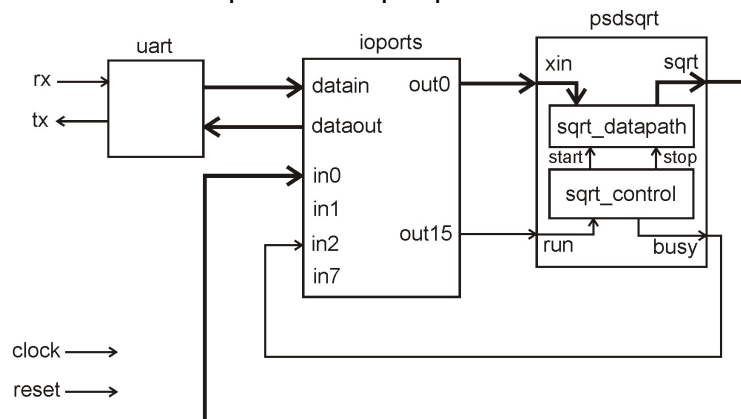 psdsqrt
uart
ioports
rx
tx
datain
dataout
in0
in1
in2
in7
out0
out15
xin
sqrt
sqrt_datapath
start
stop
sqrt_control
run
busy
clock
reset